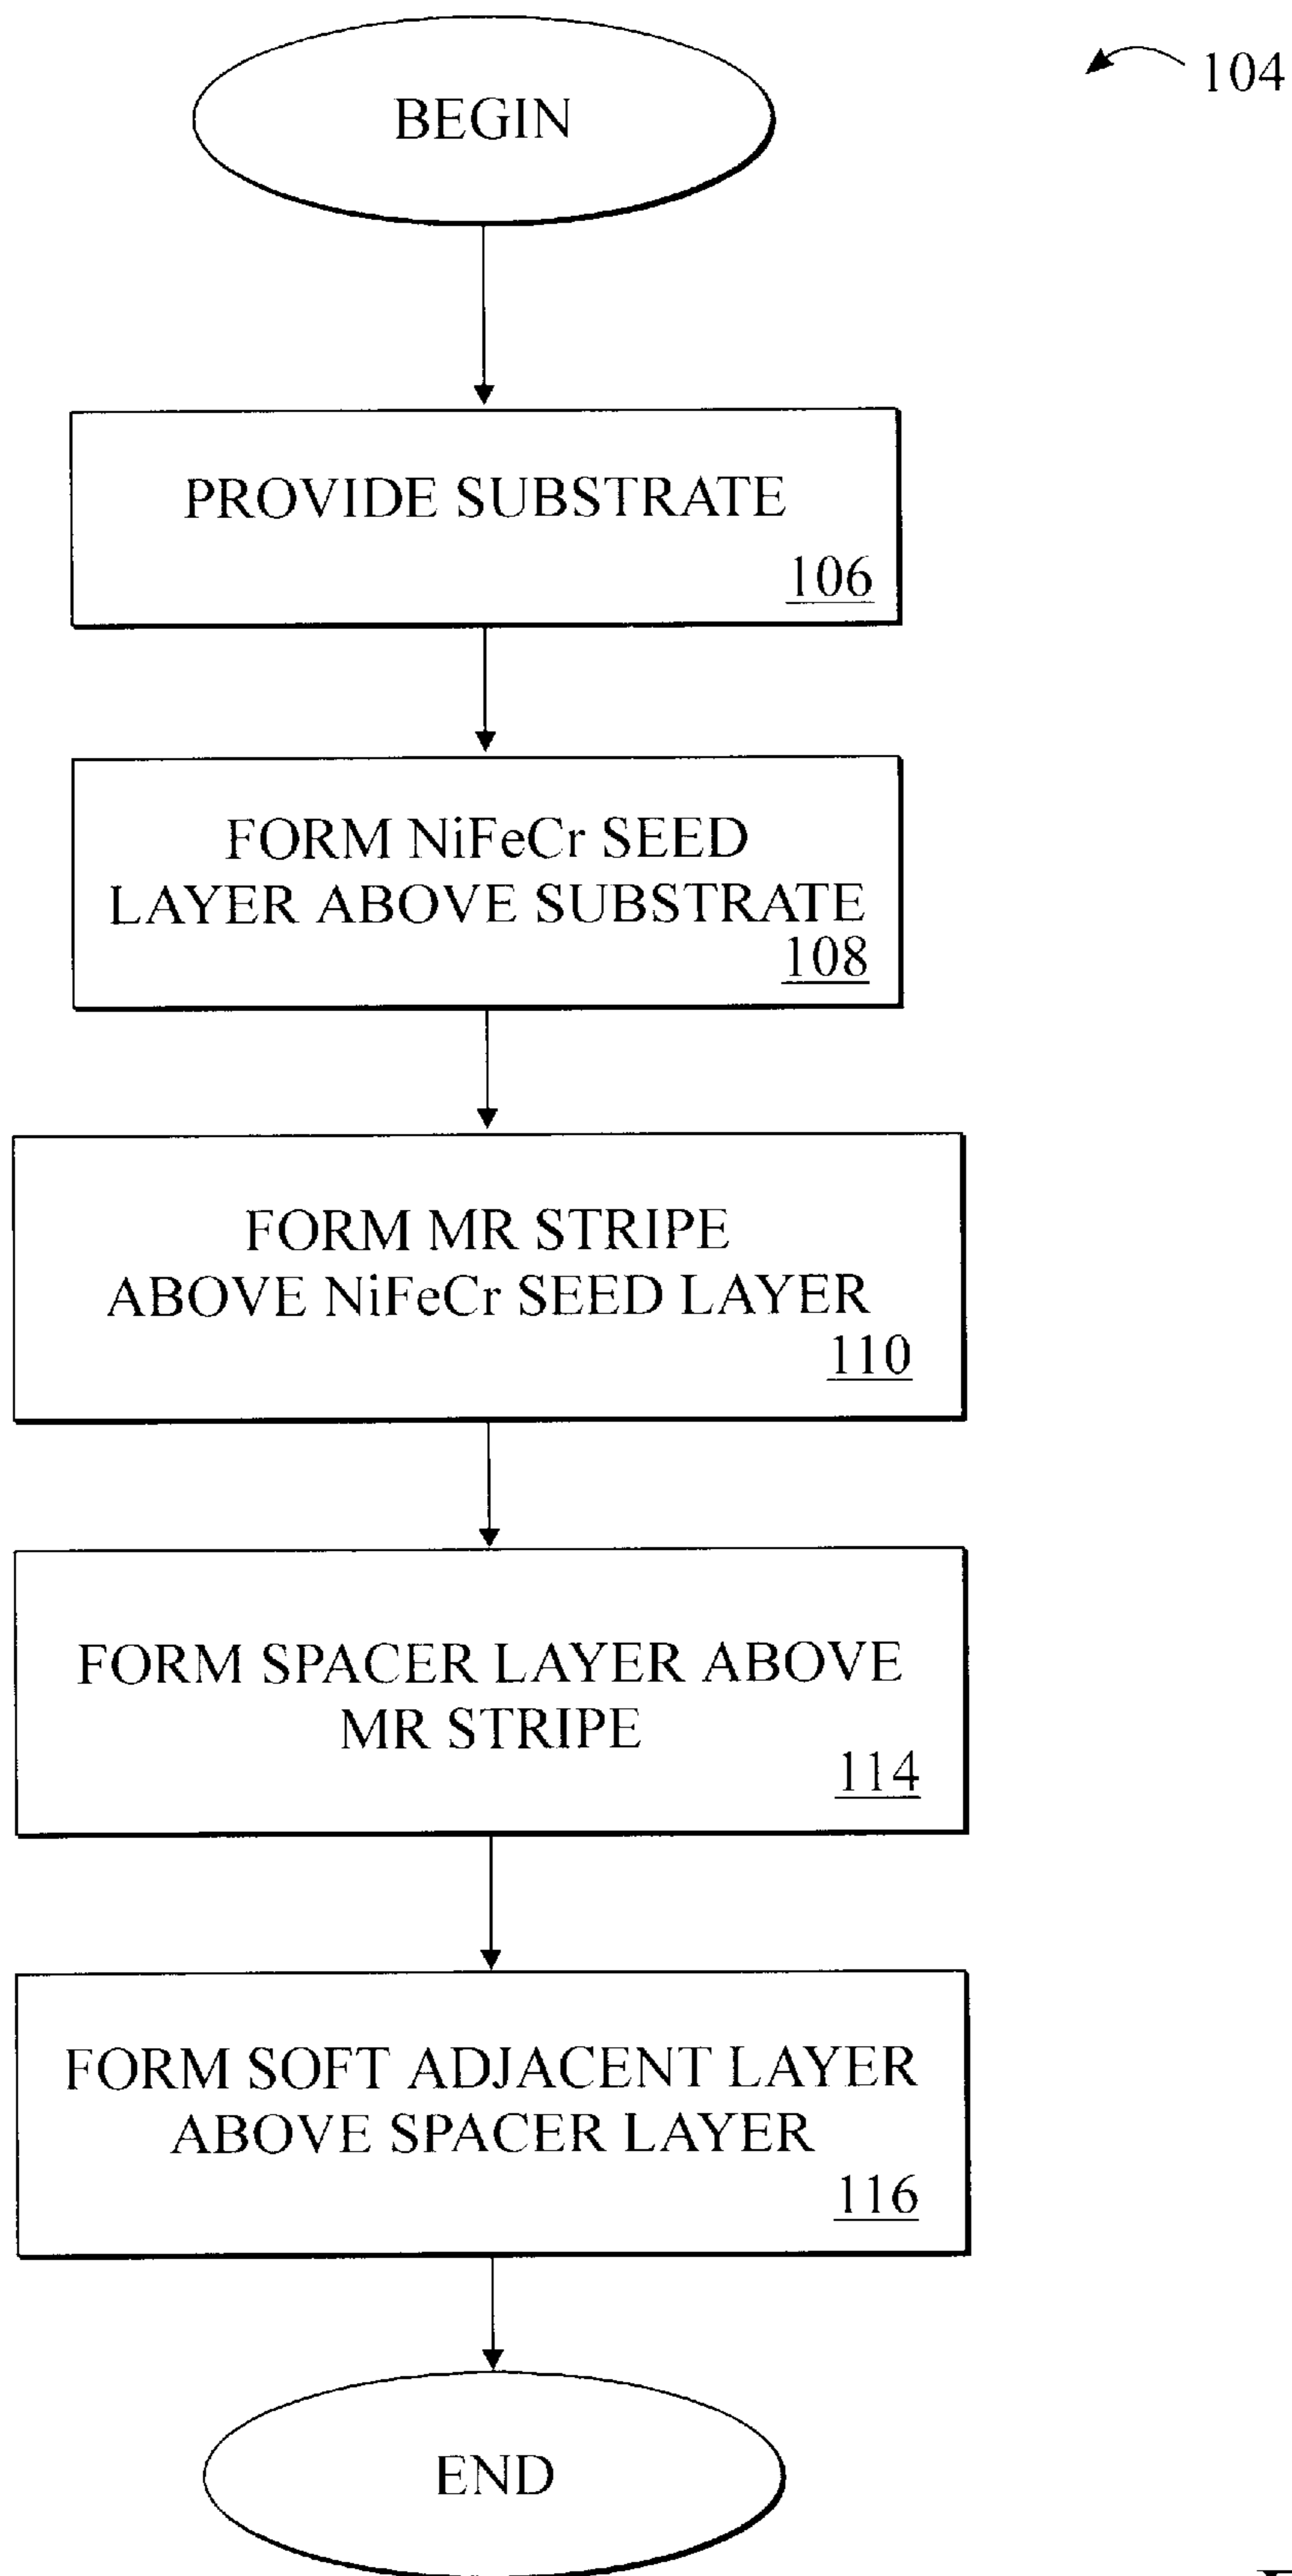 BEGIN
104
PROVIDE SUBSTRATE
106
FORM NiFeCr SEED
LAYER ABOVE SUBSTRATE
108
FORM MR STRIPE
ABOVE NiFeCr SEED LAYER
110
FORM SPACER LAYER ABOVE
MR STRIPE
114
FORM SOFT ADJACENT LAYER
ABOVE SPACER LAYER
116
END